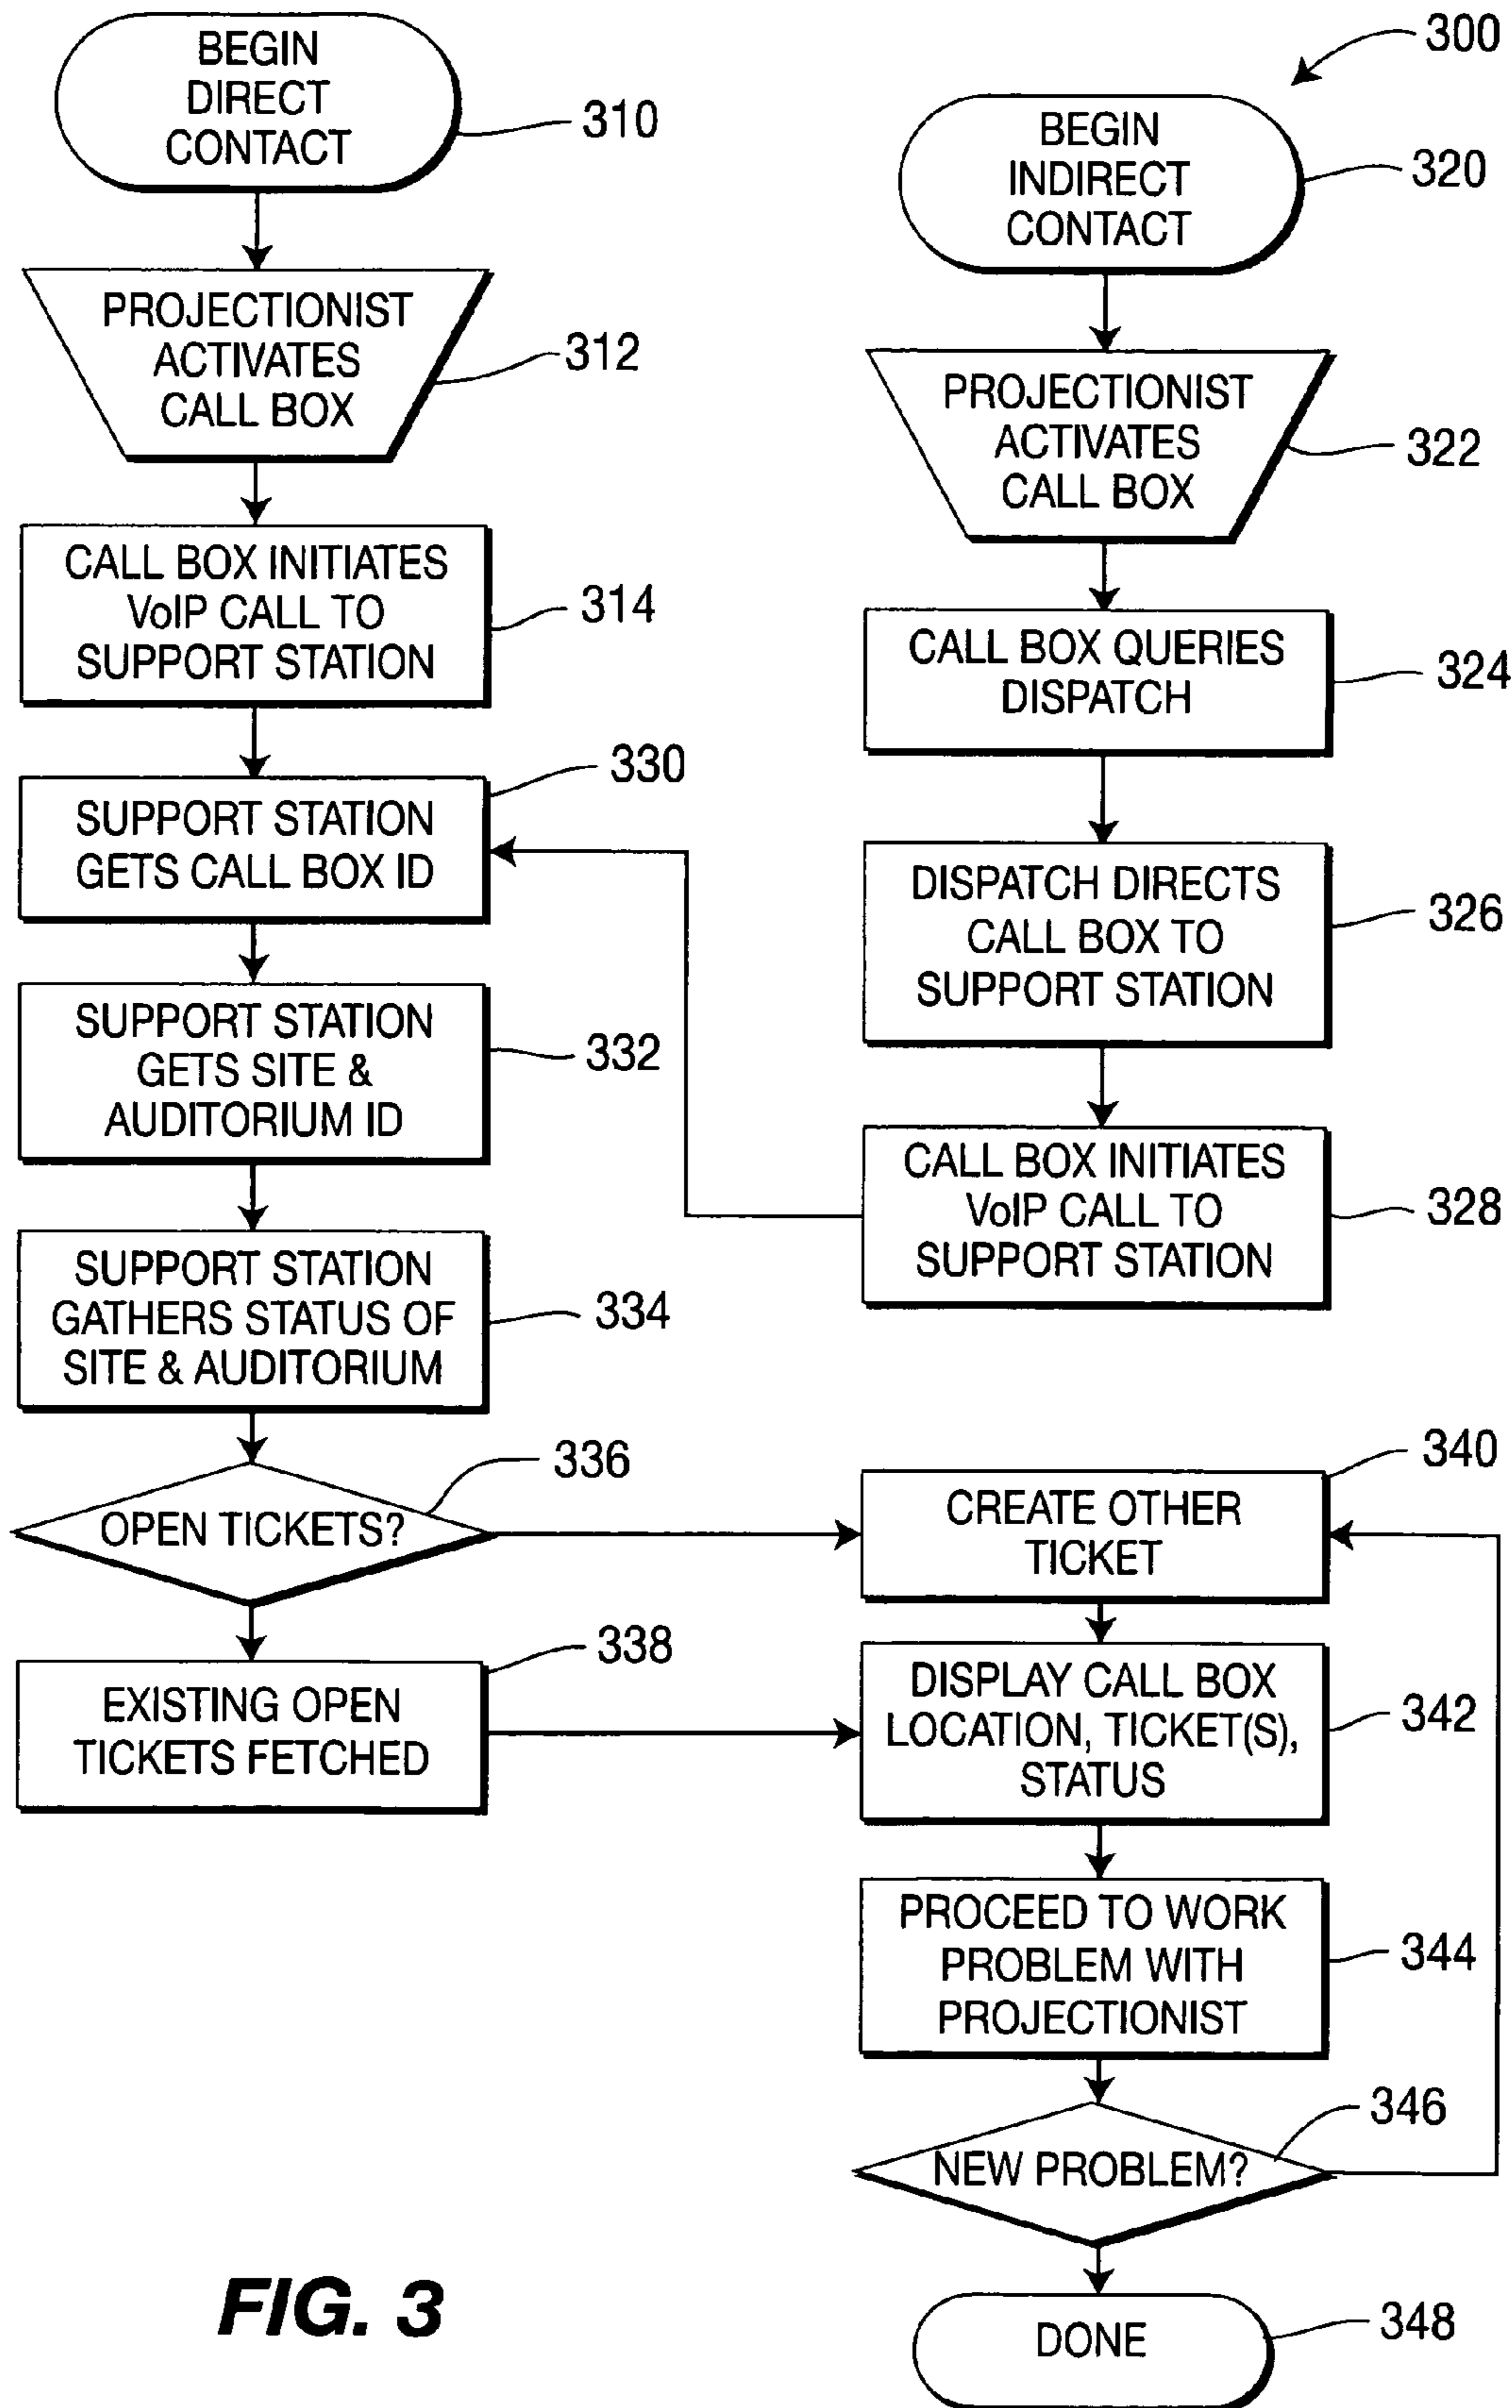 BEGIN
DIRECT
CONTACT
310
PROJECTIONIST
ACTIVATES
CALL BOX
312
CALL BOX INITIATES
VoIP CALL TO
SUPPORT STATION
314
SUPPORT STATION
GETS CALL BOX ID
330
SUPPORT STATION
GETS SITE &
AUDITORIUM ID
332
SUPPORT STATION
GATHERS STATUS OF
SITE & AUDITORIUM
334
OPEN TICKETS?
336
EXISTING OPEN
TICKETS FETCHED
338
300
BEGIN
INDIRECT
CONTACT
320
PROJECTIONIST
ACTIVATES
CALL BOX
322
CALL BOX QUERIES
DISPATCH
324
DISPATCH DIRECTS
CALL BOX TO
SUPPORT STATION
326
CALL BOX INITIATES
VoIP CALL TO
SUPPORT STATION
328
CREATE OTHER
TICKET
340
DISPLAY CALL BOX
LOCATION, TICKET(S),
STATUS
342
PROCEED TO WORK
PROBLEM WITH
PROJECTIONIST
344
NEW PROBLEM?
346
DONE
348
FIG. 3